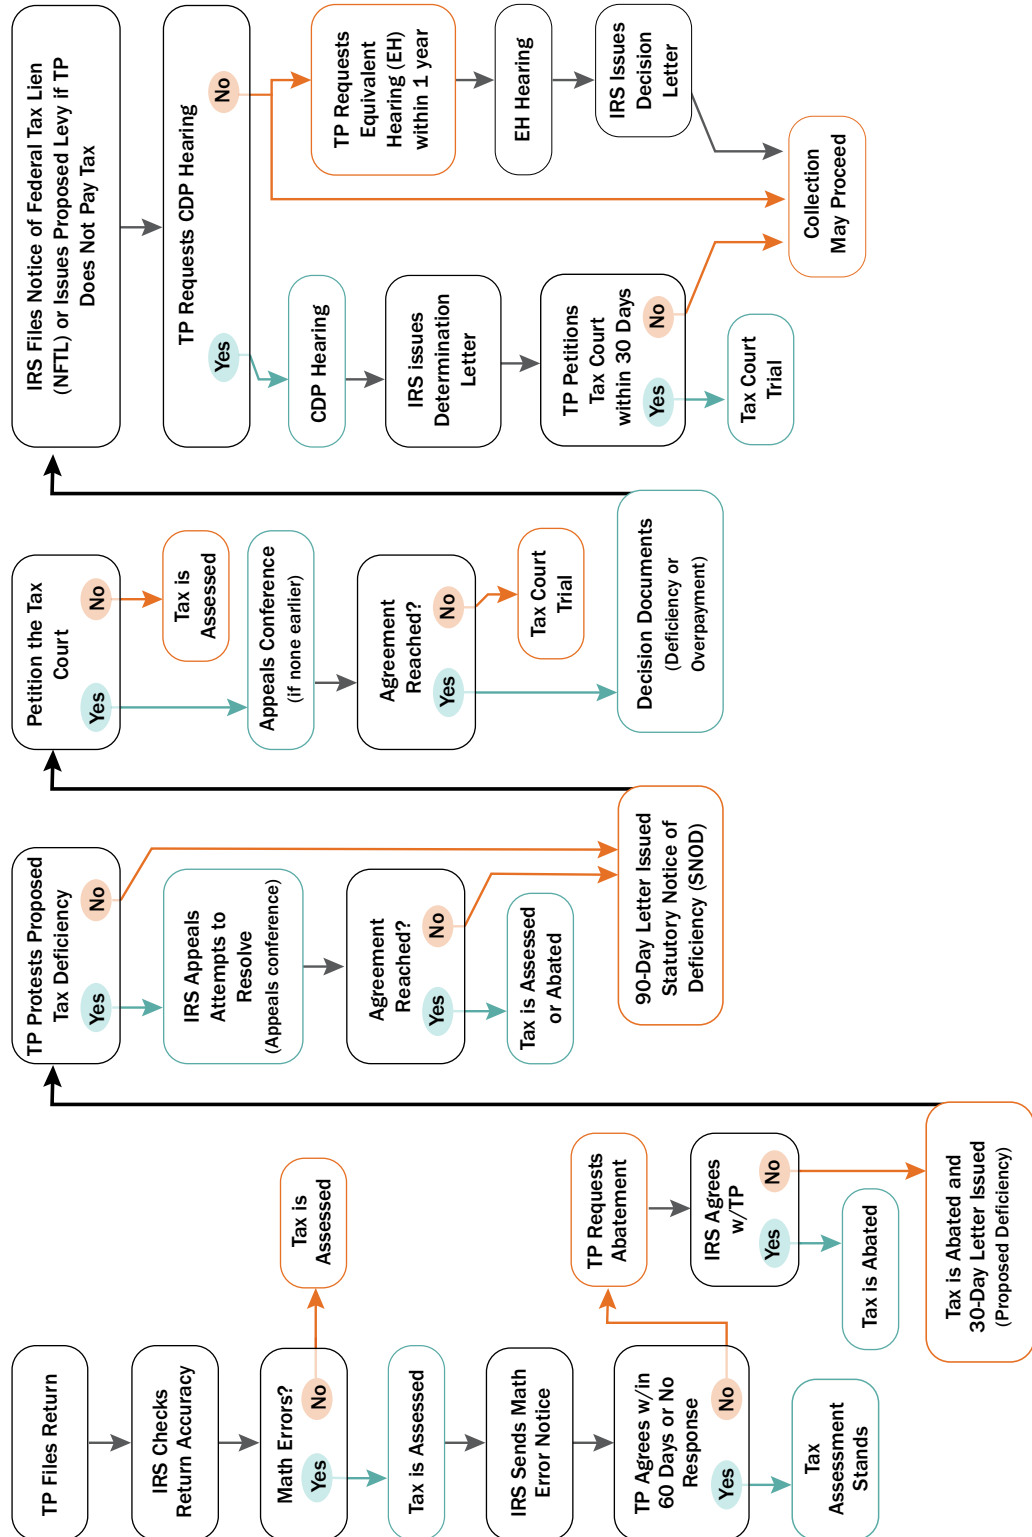 TP Files Return
IRS Checks
Return Accuracy
Math Errors?
Yes
No
Tax is
Assessed
Tax is Assessed
IRS Sends Math
Error Notice
TP Agrees w/in
60 Days or No
Response
Yes
No
Tax
Assessment
Stands
TP Requests
Abatement
IRS Agrees
w/TP
Yes
No
Tax is Abated
Tax is Abated and
30-Day Letter Issued
(Proposed Deficiency)
TP Protests Proposed
Tax Deficiency
Yes
No
IRS Appeals
Attempts to
Resolve
(Appeals conference)
Agreement
Reached?
Yes
No
Tax is Assessed
or Abated
90-Day Letter Issued
Statutory Notice of
Deficiency (SNOD)
Petition the Tax
Court
Yes
No
Tax is
Assessed
Appeals Conference
(if none earlier)
Agreement
Reached?
Yes
No
Tax Court
Trial
Decision Documents
(Deficiency or
Overpayment)
IRS Files Notice of Federal Tax Lien
(NFTL) or Issues Proposed Levy if TP
Does Not Pay Tax
TP Requests CDP Hearing
Yes
No
CDP Hearing
IRS issues
Determination
Letter
TP Petitions
Tax Court
within 30 Days
Yes
No
Tax Court
Trial
TP Requests
Equivalent
Hearing (EH)
within 1 year
EH Hearing
IRS Issues
Decision
Letter
Collection
May Proceed